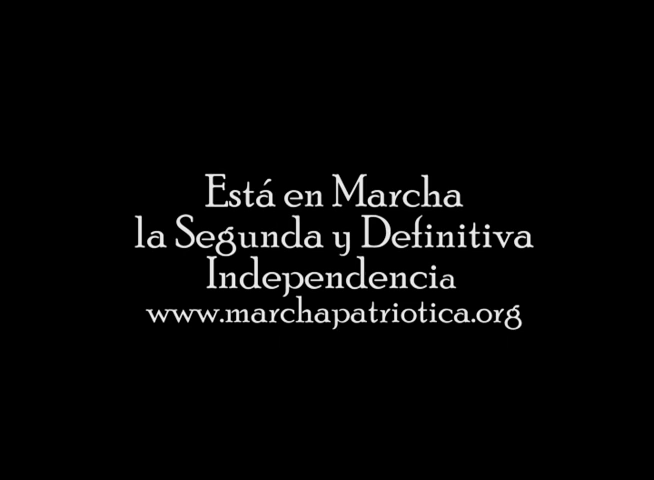 Está en Marcha
la Segunda y Definitiva
Independencia
www.marchapatriotica.org